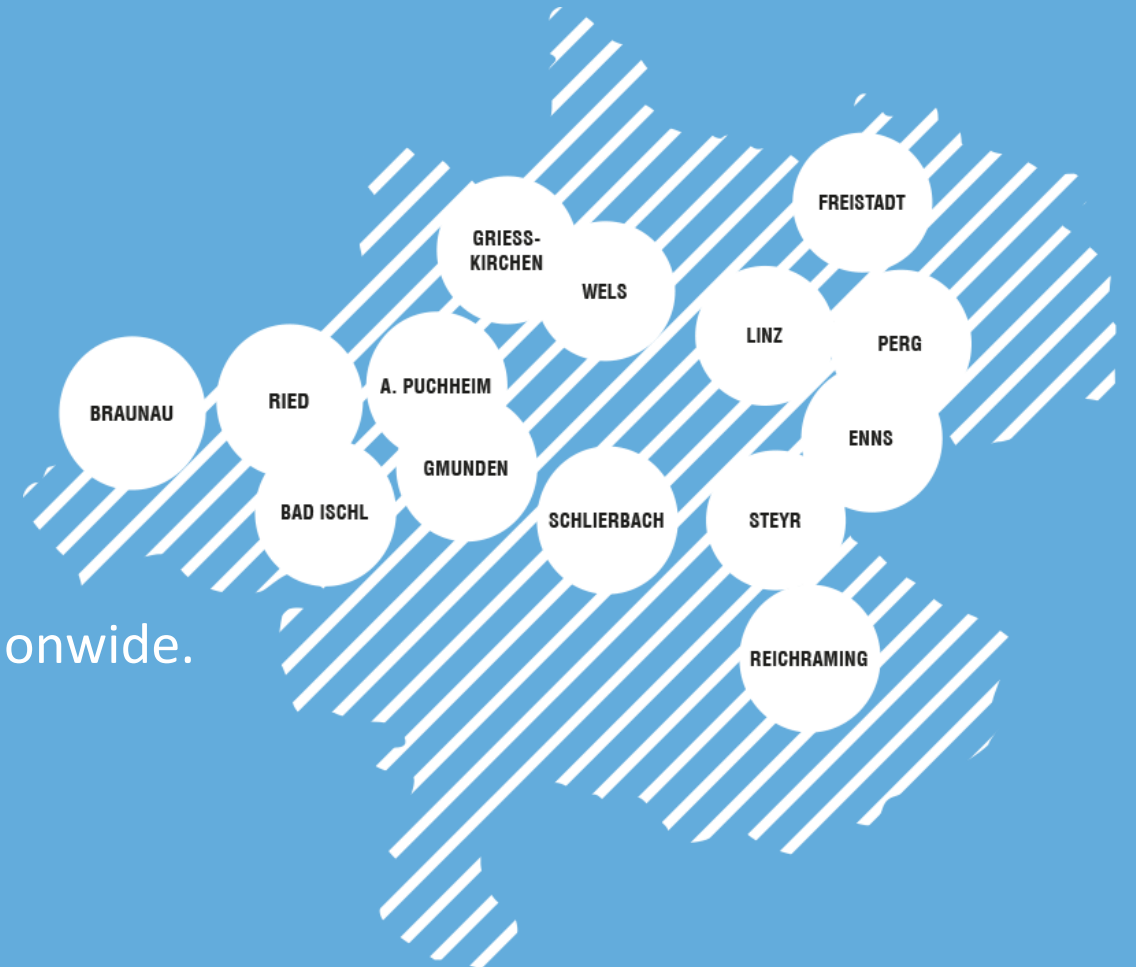 FREISTADT
GRIESS-
KIRCHEN
WELS
LINZ
PERG
A. PUCHHEIM
RIED
BRAUNAU
ENNS
GMUNDEN
BAD ISCHL
SCHLIERBACH
STEYR
onwide.
REICHRAMING